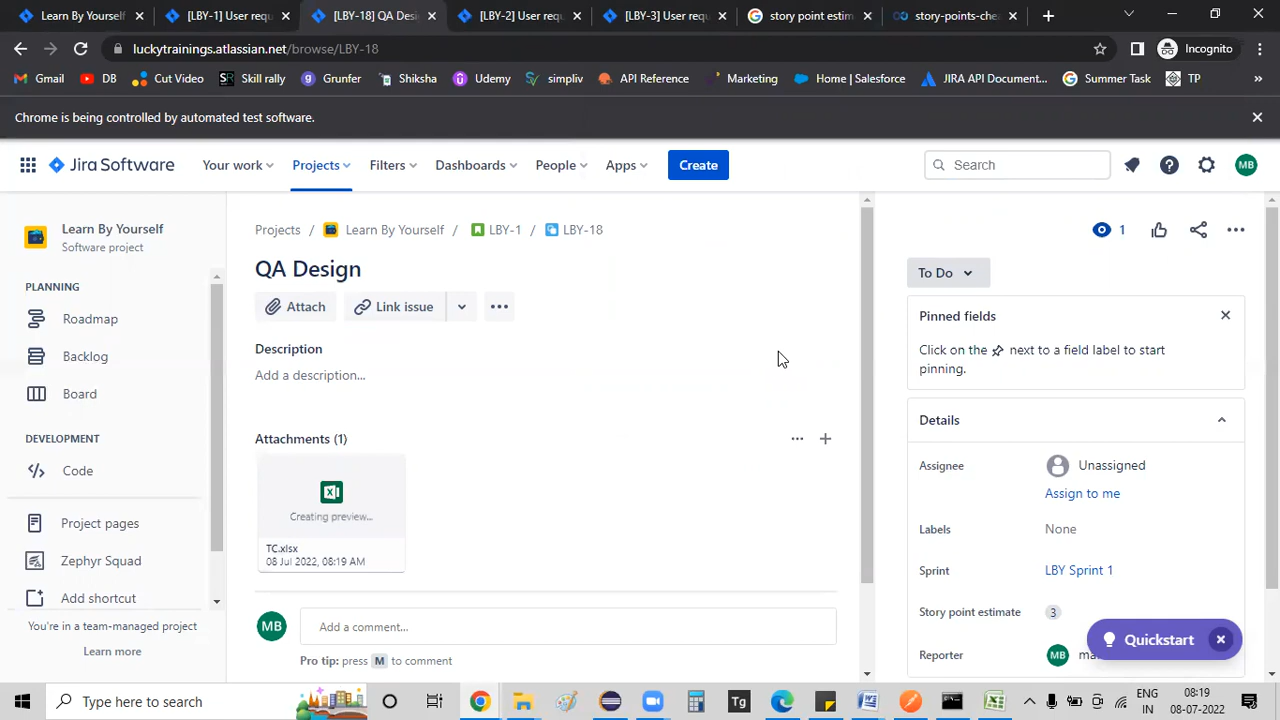 Learn By Yourself
[LBY-1] User requ
[LBY-18] QA Desi
[LBY-2] User requ
[LBY-3] User requ
story point estim
story-points-che
luckytrainings.atlassian.net/browse/LBY-18
Incognito
Gmail
DB
Cut Video
Skill rally
Grunfer
Shiksha
Udemy
simpliv
API Reference
Marketing
Home | Salesforce
JIRA API Document...
Summer Task
TP
»
Chrome is being controlled by automated test software.
Jira Software
Your work
Projects
Filters
Dashboards
People
Apps
Create
Search
MB
Learn By Yourself
Software project
PLANNING
Roadmap
Backlog
Board
DEVELOPMENT
Code
Project pages
Zephyr Squad
Add shortcut
You're in a team-managed project
Learn more
Projects / Learn By Yourself / LBY-1 / LBY-18
QA Design
Attach
Link issue
Description
Add a description...
Attachments (1)
Creating preview...
TC.xlsx
08 Jul 2022, 08:19 AM
MB
Add a comment...
Pro tip: press M to comment
1
To Do
Pinned fields
Click on the next to a field label to start
pinning.
Details
Assignee
Unassigned
Assign to me
Labels
None
Sprint
LBY Sprint 1
Story point estimate
3
Reporter
MB
Quickstart
Type here to search
Tg
ENG
IN
08:19
08-07-2022